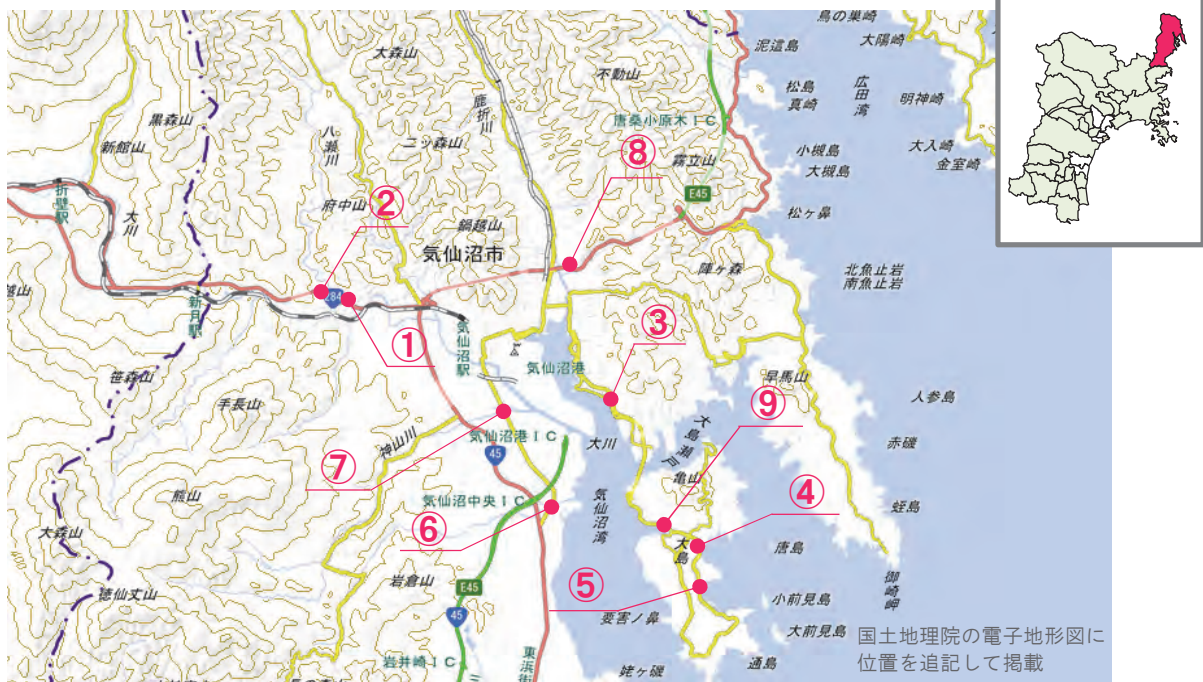 鳥の巣崎
大陽崎
泥這島
大森山
不動山
松島
真崎
広田湾
明神崎
鹿折川
唐桑小原木IC
黒森山
新館山
八瀬川
二ッ森山
⑧
霧立山
小槻島
大槻島
大入崎
金室崎
折壁駅
大川
②
府中山
E45
松ヶ鼻
鍋越山
気仙沼市
陣ヶ森
北魚止岩
南魚止岩
284
新月駅
①
気仙沼駅
③
気仙沼港
笹森山
早馬山
人参島
手長山
⑨
大島瀬戸
赤磯
神山川
気仙沼港IC
大川
⑦
45
亀山
④
熊山
気仙沼中央IC
気仙沼湾
蛭島
大森山
⑥
大島
唐島
岩倉山
⑤
御崎岬
徳仙丈山
E45
小前見島
45
要害ノ鼻
大前見島
国土地理院の電子地形図に
位置を追記して掲載
岩井崎IC
東浜街
姥ヶ磯
通島